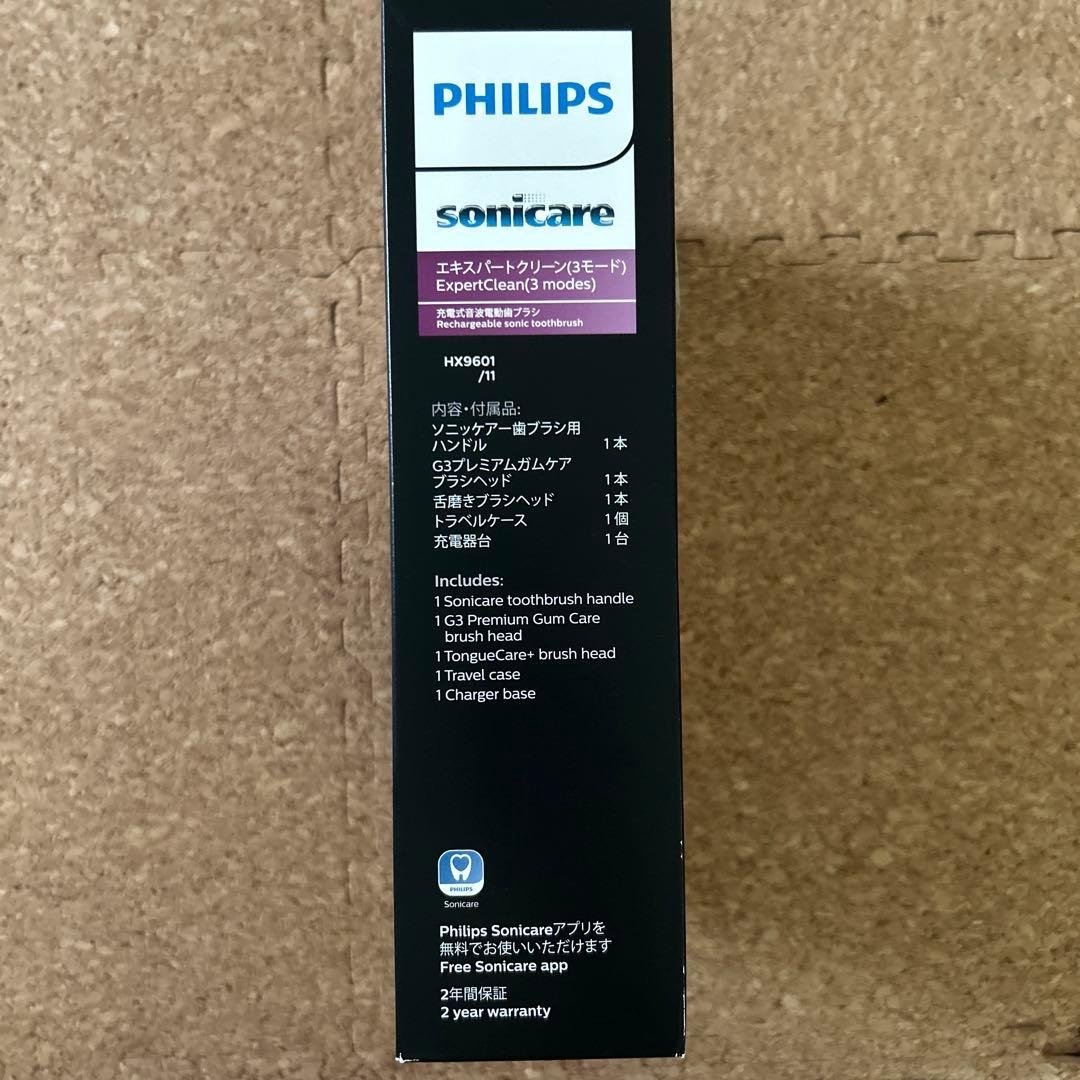 PHILIPS
sonicare
エキスパートクリーン(3モード)
ExpertClean(3 modes)
充電式音波電動歯ブラシ
Rechargeable sonic toothbrush
HX9601
/11
内容・付属品:
ソニッケアー歯ブラシ用
ハンドル 1本
G3プレミアムガムケア
ブラシヘッド 1本
舌磨きブラシヘッド 1本
トラベルケース 1個
充電器台 1台
Includes:
1 Sonicare toothbrush handle
1 G3 Premium Gum Care
brush head
1 TongueCare+ brush head
1 Travel case
1 Charger base
PHILIPS
Sonicare
Philips Sonicareアプリを
無料でお使いいただけます
Free Sonicare app
2年間保証
2 year warranty